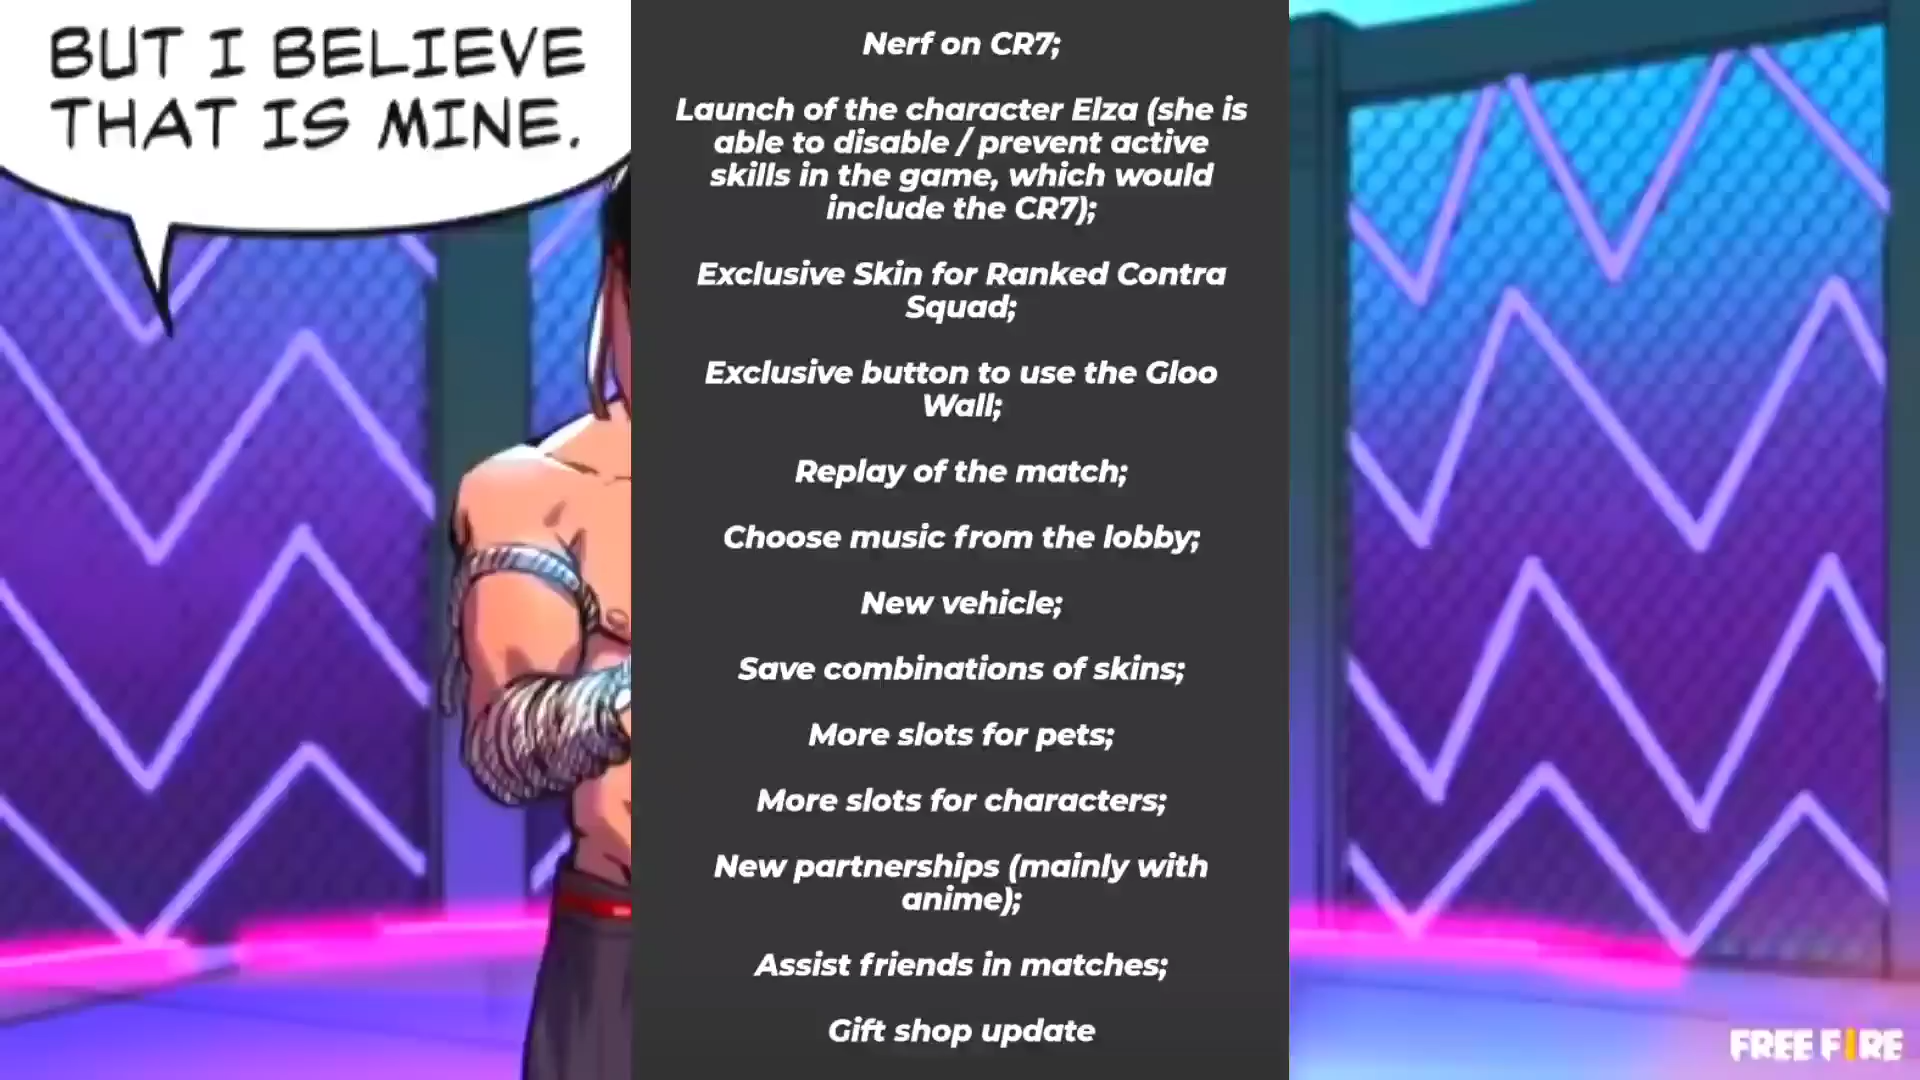 BUT I BELIEVE
THAT IS MINE.
Nerf on CR7;
Launch of the character Elza (she is
able to disable / prevent active
skills in the game, which would
include the CR7);
Exclusive Skin for Ranked Contra
Squad;
Exclusive button to use the Gloo
Wall;
Replay of the match;
Choose music from the lobby;
New vehicle;
Save combinations of skins;
More slots for pets;
More slots for characters;
New partnerships (mainly with
anime);
Assist friends in matches;
Gift shop update
FREE FIRE